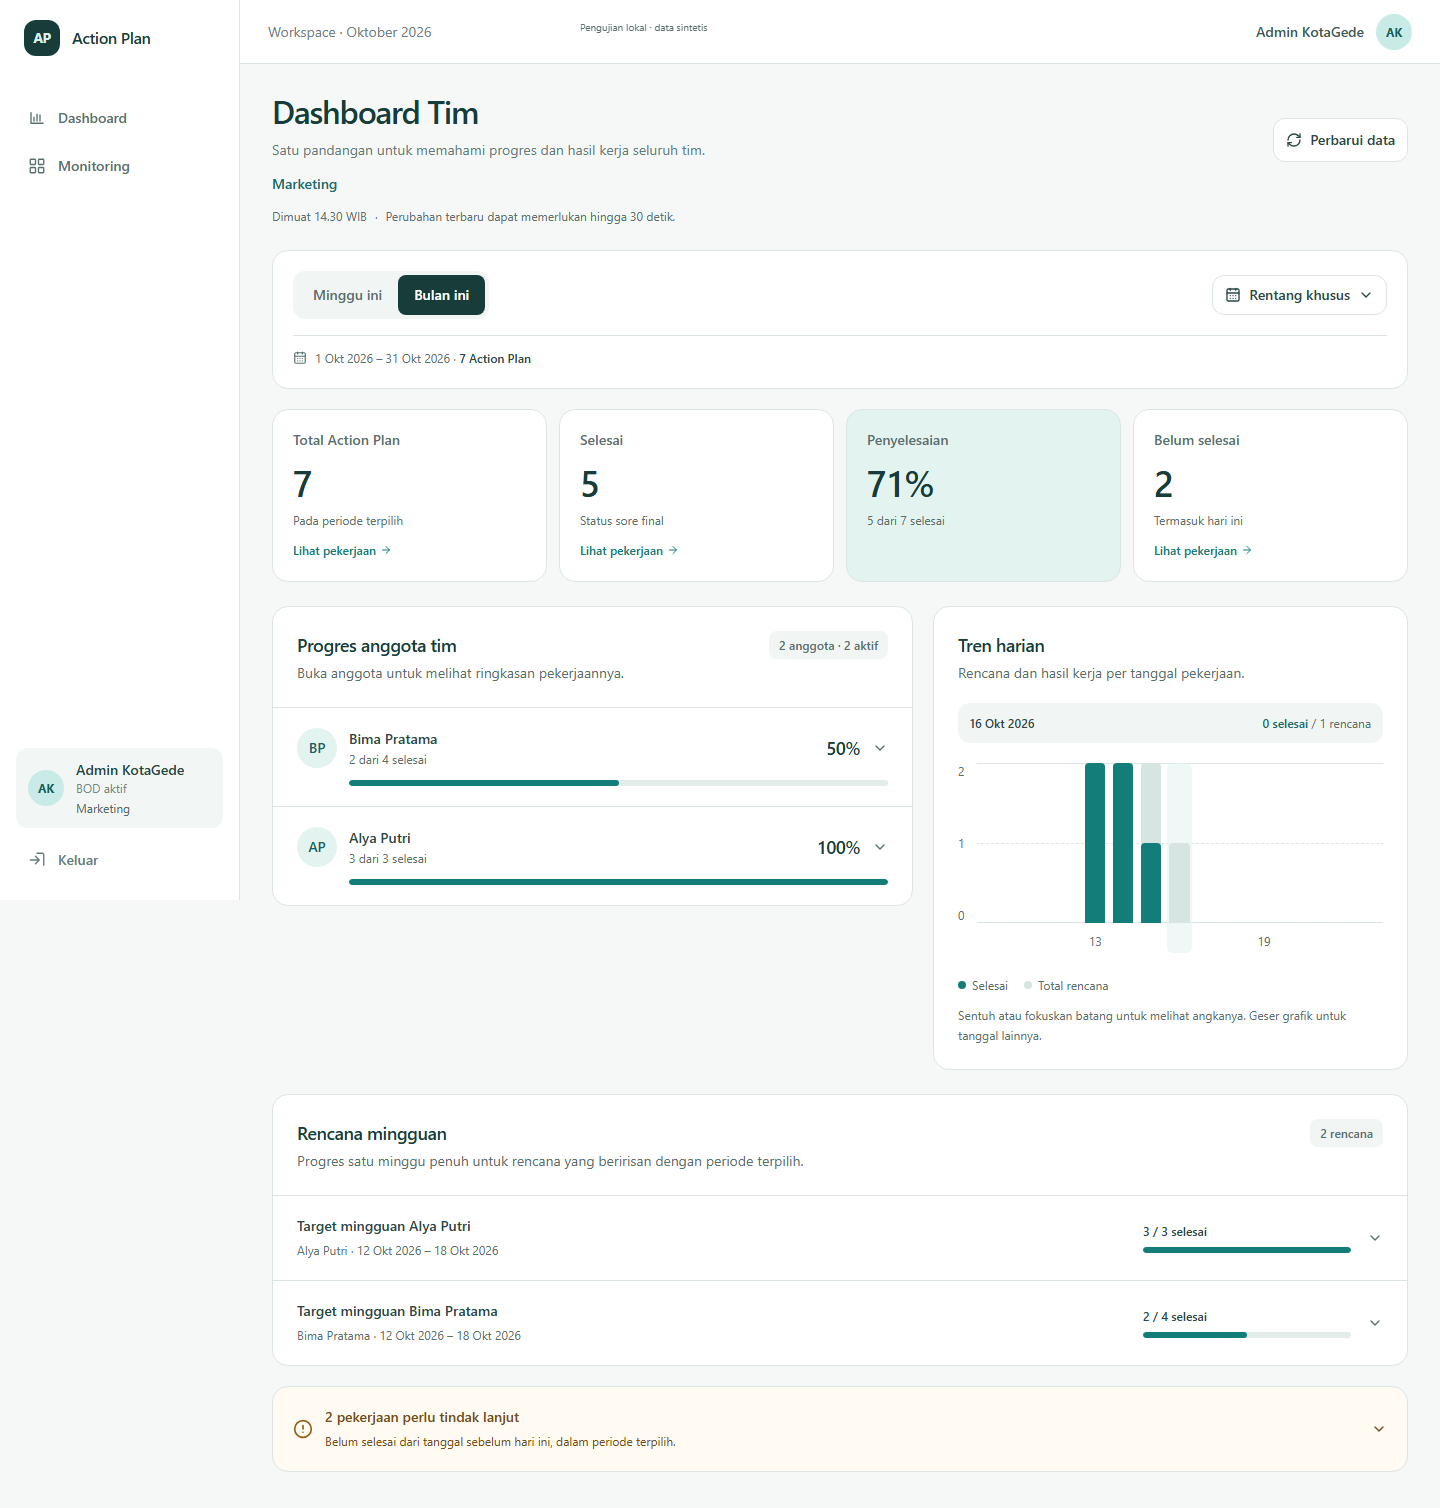 AP
Action Plan
Dashboard
Monitoring
AK
Admin KotaGede
BOD aktif
Marketing
Keluar
Workspace · Oktober 2026
Pengujian lokal · data sintetis
Admin KotaGede
AK
Dashboard Tim
Satu pandangan untuk memahami progres dan hasil kerja seluruh tim.
Marketing
Dimuat 14.30 WIB · Perubahan terbaru dapat memerlukan hingga 30 detik.
Perbarui data
Minggu ini
Bulan ini
Rentang khusus
1 Okt 2026 – 31 Okt 2026 · 7 Action Plan
Total Action Plan
7
Pada periode terpilih
Lihat pekerjaan →
Selesai
5
Status sore final
Lihat pekerjaan →
Penyelesaian
71%
5 dari 7 selesai
Belum selesai
2
Termasuk hari ini
Lihat pekerjaan →
Progres anggota tim
2 anggota · 2 aktif
Buka anggota untuk melihat ringkasan pekerjaannya.
BP
Bima Pratama
2 dari 4 selesai
50%
AP
Alya Putri
3 dari 3 selesai
100%
Tren harian
Rencana dan hasil kerja per tanggal pekerjaan.
16 Okt 2026
0 selesai / 1 rencana
2
1
0
13
19
Selesai
Total rencana
Sentuh atau fokuskan batang untuk melihat angkanya. Geser grafik untuk
tanggal lainnya.
Rencana mingguan
2 rencana
Progres satu minggu penuh untuk rencana yang beririsan dengan periode terpilih.
Target mingguan Alya Putri
Alya Putri · 12 Okt 2026 – 18 Okt 2026
3 / 3 selesai
Target mingguan Bima Pratama
Bima Pratama · 12 Okt 2026 – 18 Okt 2026
2 / 4 selesai
2 pekerjaan perlu tindak lanjut
Belum selesai dari tanggal sebelum hari ini, dalam periode terpilih.